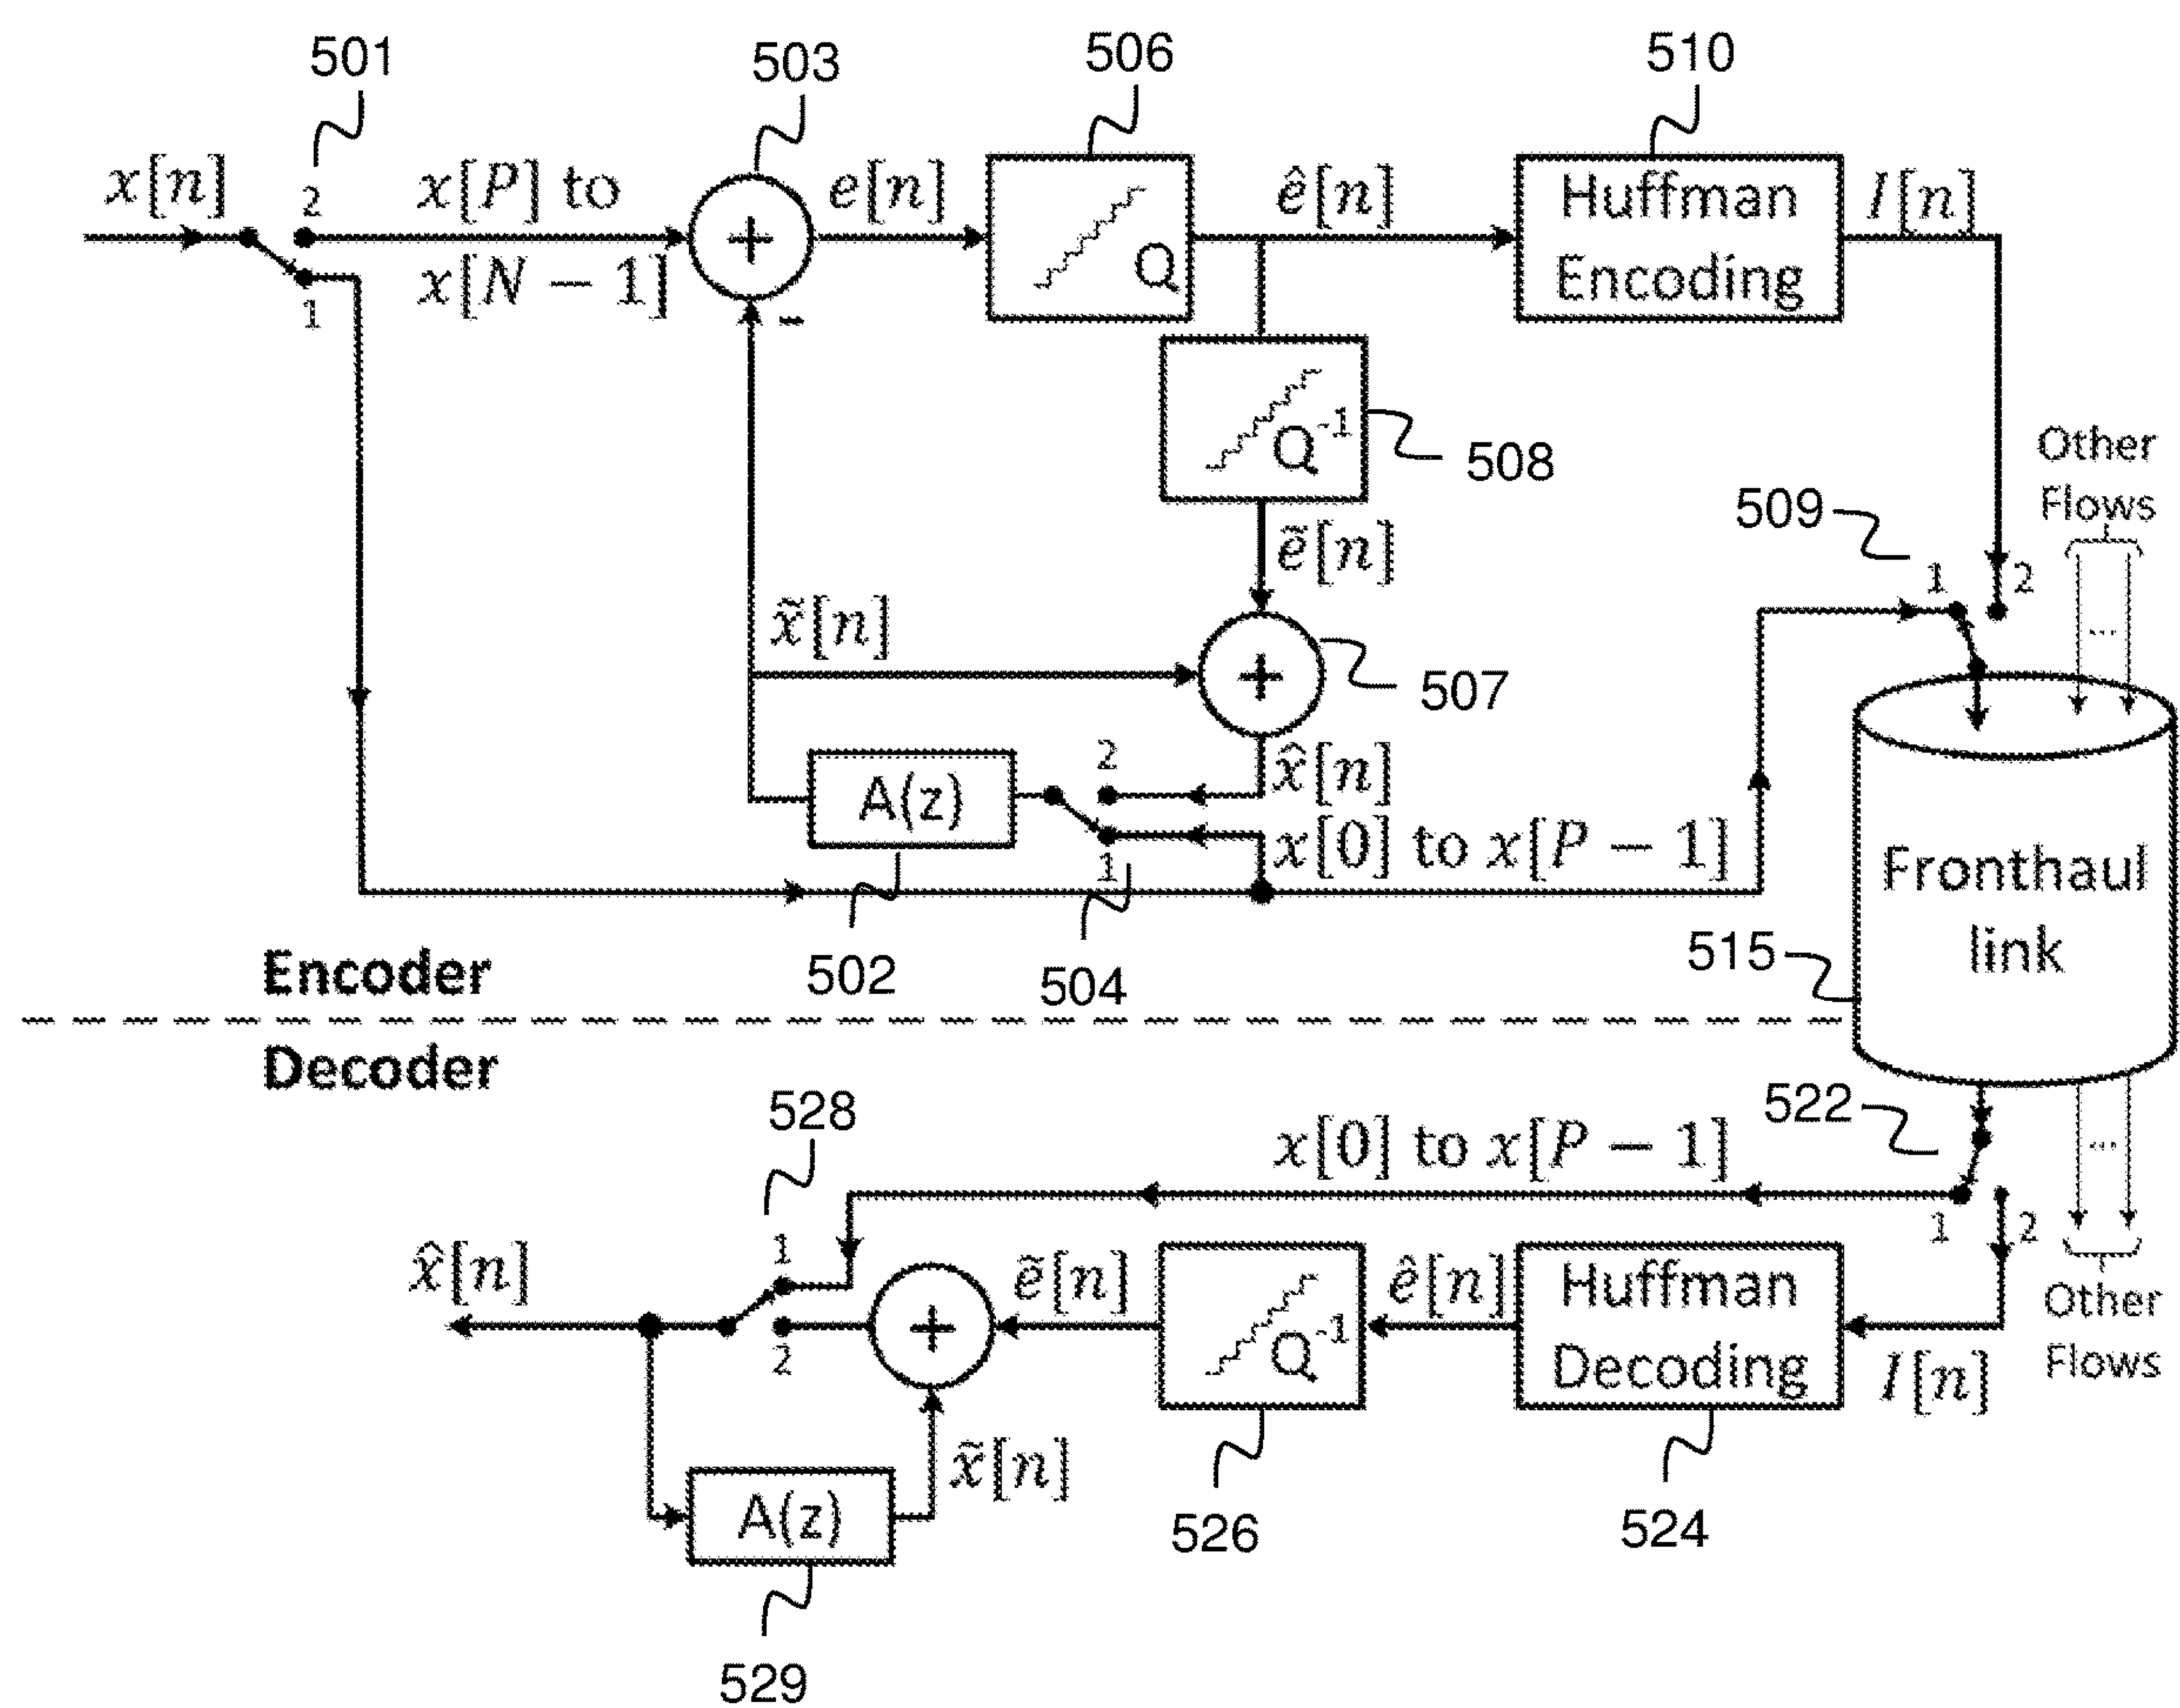 501
503
506
510
x[n]
2
x[P] to
x[N − 1]
1
+
-
e[n]
Q
ê[n]
Huffman
Encoding
I[n]
Q⁻¹
508
ẽ[n]
Other
Flows
...
509
1
2
x̃[n]
+
507
x̂[n]
2
1
A(z)
x[0] to x[P − 1]
502
504
Fronthaul
link
515
Encoder
Decoder
528
522
x[0] to x[P − 1]
1
2
...
Other
Flows
x̂[n]
1
2
+
ẽ[n]
Q⁻¹
ê[n]
Huffman
Decoding
I[n]
x̃[n]
A(z)
526
524
529